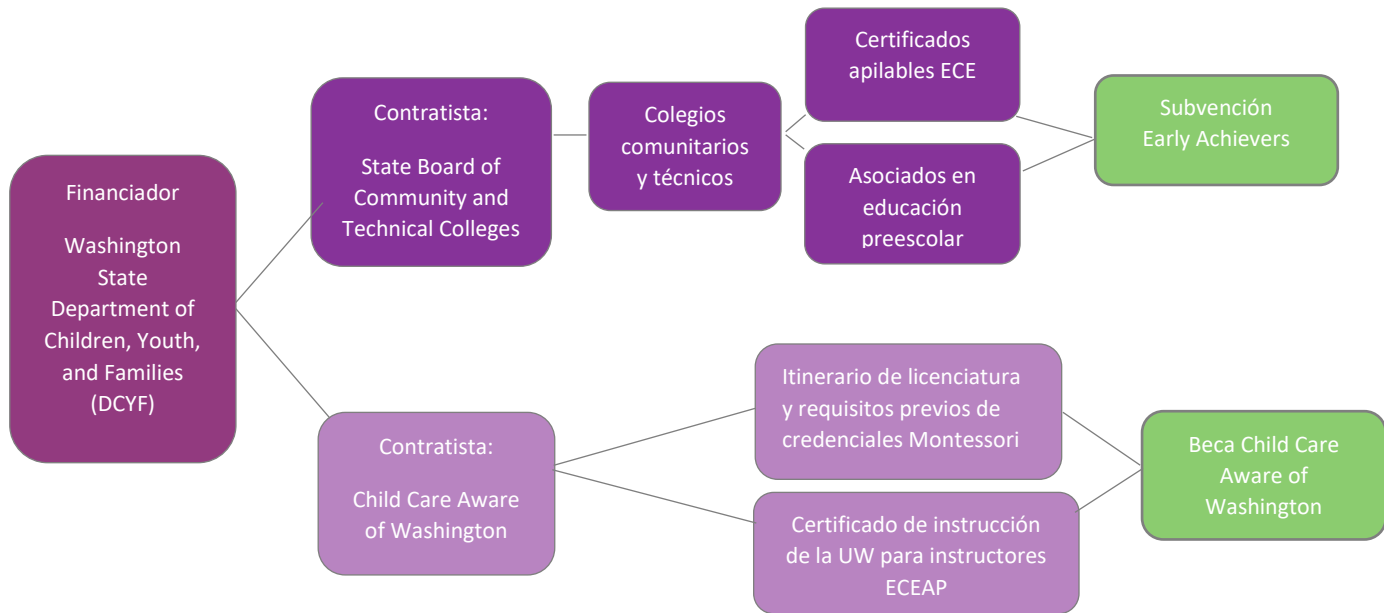 Financiador
Washington
State
Department of
Children, Youth,
and Families
(DCYF)
Contratista:
State Board of
Community and
Technical Colleges
Colegios
comunitarios
y técnicos
Certificados
apilables ECE
Asociados en
educación
preescolar
Subvención
Early Achievers
Contratista:
Child Care Aware
of Washington
Itinerario de licenciatura
y requisitos previos de
credenciales Montessori
Certificado de instrucción
de la UW para instructores
ECEAP
Beca Child Care
Aware of
Washington